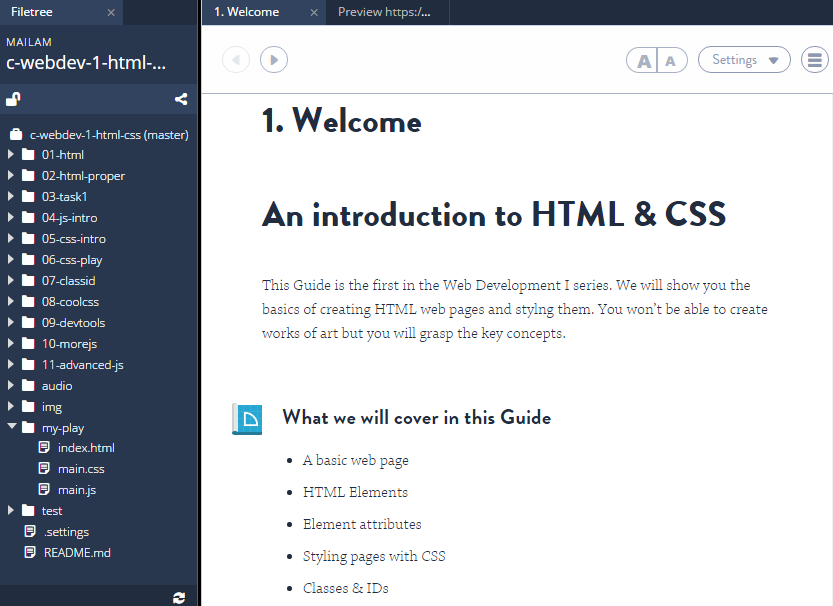 Filetree
MAILAM
c-webdev-1-html-...
c-webdev-1-html-css (master)
01-html
02-html-proper
03-task1
04-js-intro
05-css-intro
06-css-play
07-classid
08-coolcss
09-devtools
10-morejs
11-advanced-js
audio
img
my-play
index.html
main.css
main.js
test
.settings
README.md
1. Welcome
Preview https:/...
A A
Settings
1. Welcome
An introduction to HTML & CSS
This Guide is the first in the Web Development I series. We will show you the
basics of creating HTML web pages and stylng them. You won't be able to create
works of art but you will grasp the key concepts.
What we will cover in this Guide
A basic web page
HTML Elements
Element attributes
Styling pages with CSS
Classes & IDs